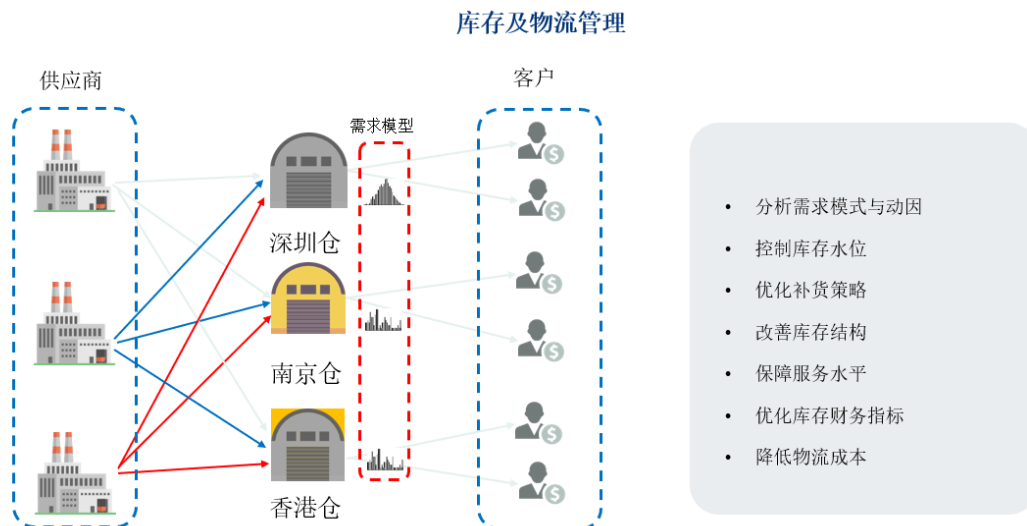 库存及物流管理
供应商
客户
需求模型
深圳仓
南京仓
香港仓
• 分析需求模式与动因
• 控制库存水位
• 优化补货策略
• 改善库存结构
• 保障服务水平
• 优化库存财务指标
• 降低物流成本